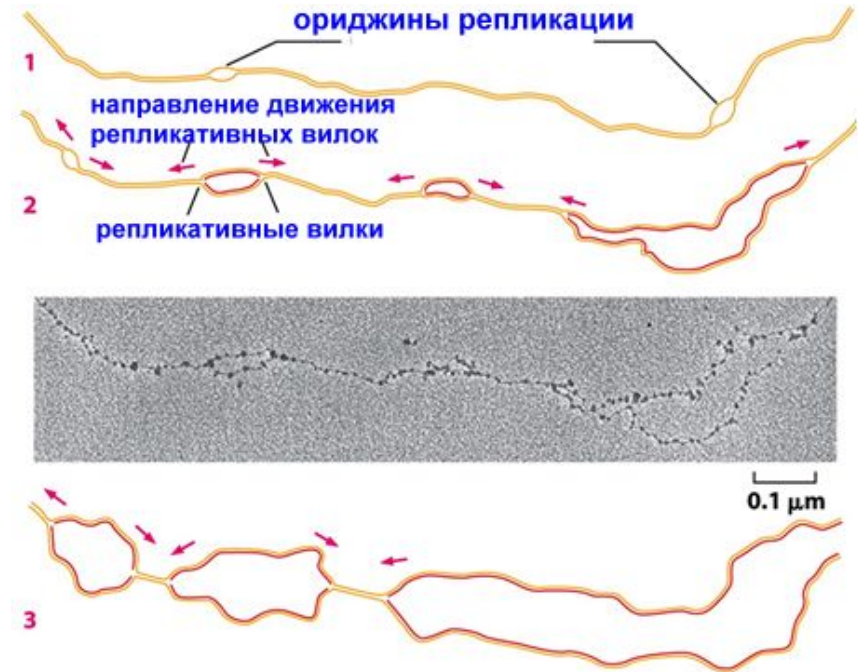 ориджины репликации
1
направление движения
репликативных вилок
2
репликативные вилки
0.1 μm
3